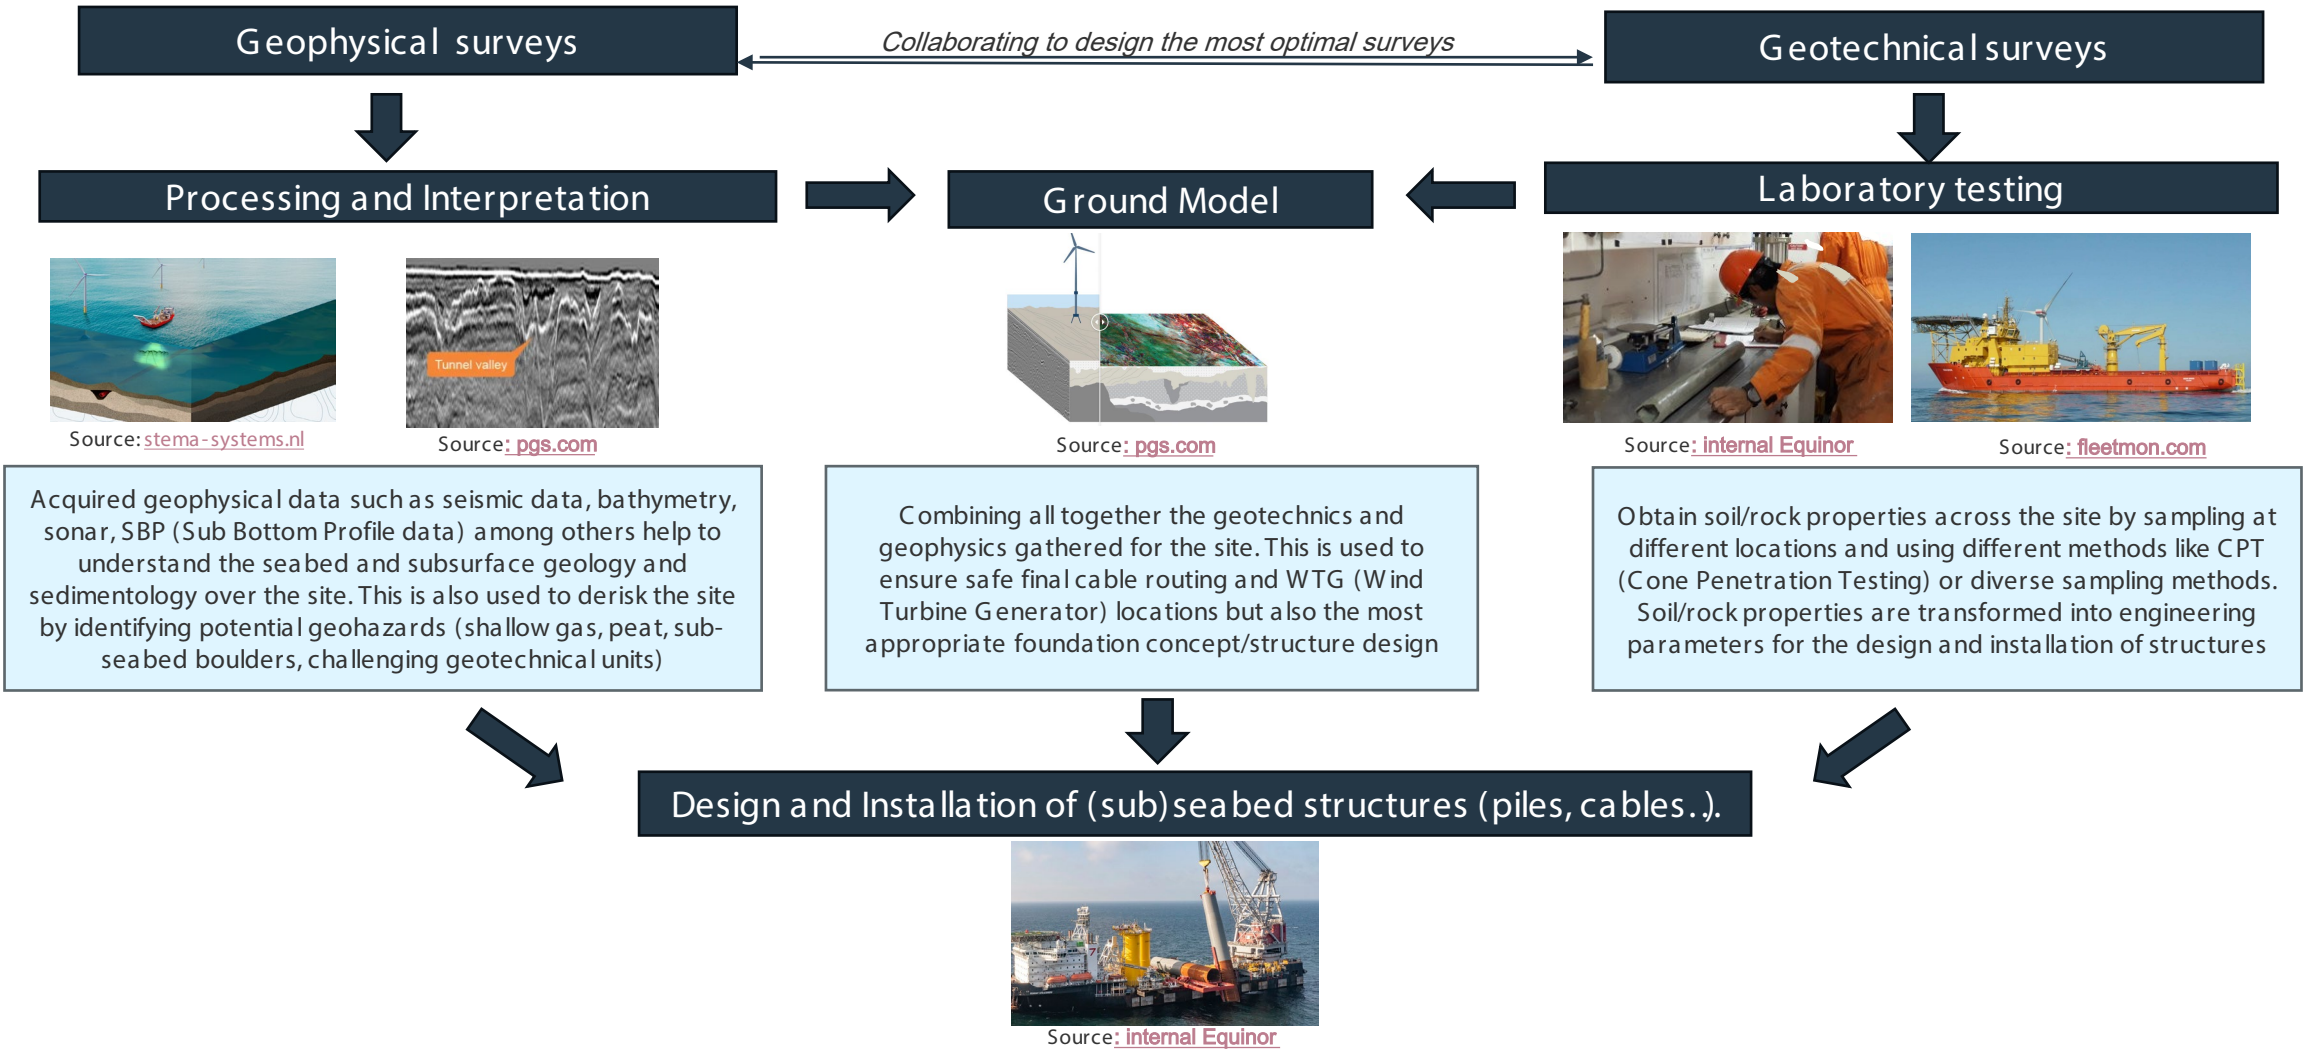 Geophysical surveys
Collaborating to design the most optimal surveys
Geotechnical surveys
Processing and Interpretation
Ground Model
Laboratory testing
Tunnel valley
Source: stema-systems.nl
Source: pgs.com
Source: pgs.com
Source: internal Equinor
Source: fleetmon.com
Acquired geophysical data such as seismic data, bathymetry,
sonar, SBP (Sub Bottom Profile data) among others help to
understand the seabed and subsurface geology and
sedimentology over the site. This is also used to derisk the site
by identifying potential geohazards (shallow gas, peat, sub-
seabed boulders, challenging geotechnical units)
Combining all together the geotechnics and
geophysics gathered for the site. This is used to
ensure safe final cable routing and WTG (Wind
Turbine Generator) locations but also the most
appropriate foundation concept/structure design
Obtain soil/rock properties across the site by sampling at
different locations and using different methods like CPT
(Cone Penetration Testing) or diverse sampling methods.
Soil/rock properties are transformed into engineering
parameters for the design and installation of structures
Design and Installation of (sub)seabed structures (piles, cables..).
7
Source: internal Equinor